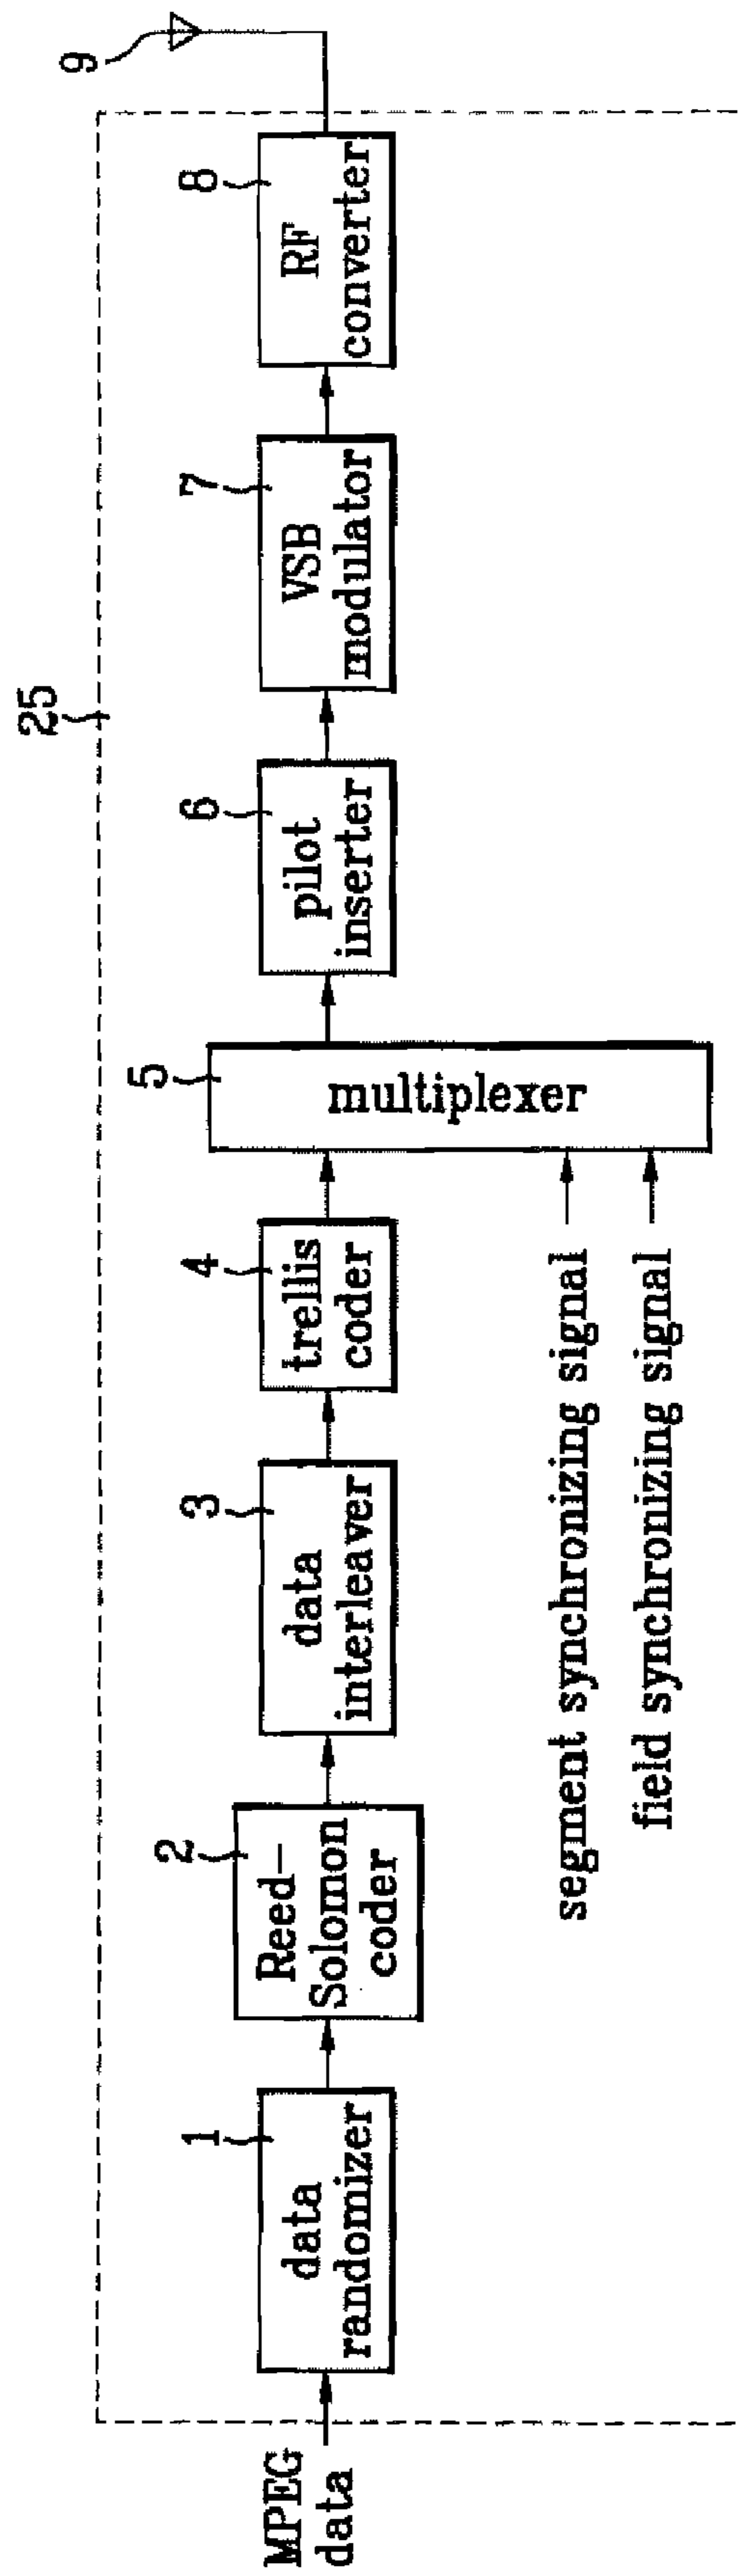 25
9
MPEG
data
1
data
randomizer
2
Reed-
Solomon
coder
3
data
interleaver
4
trellis
coder
5
multiplexer
6
pilot
inserter
7
VSB
modulator
8
RF
converter
segment synchronizing signal
field synchronizing signal